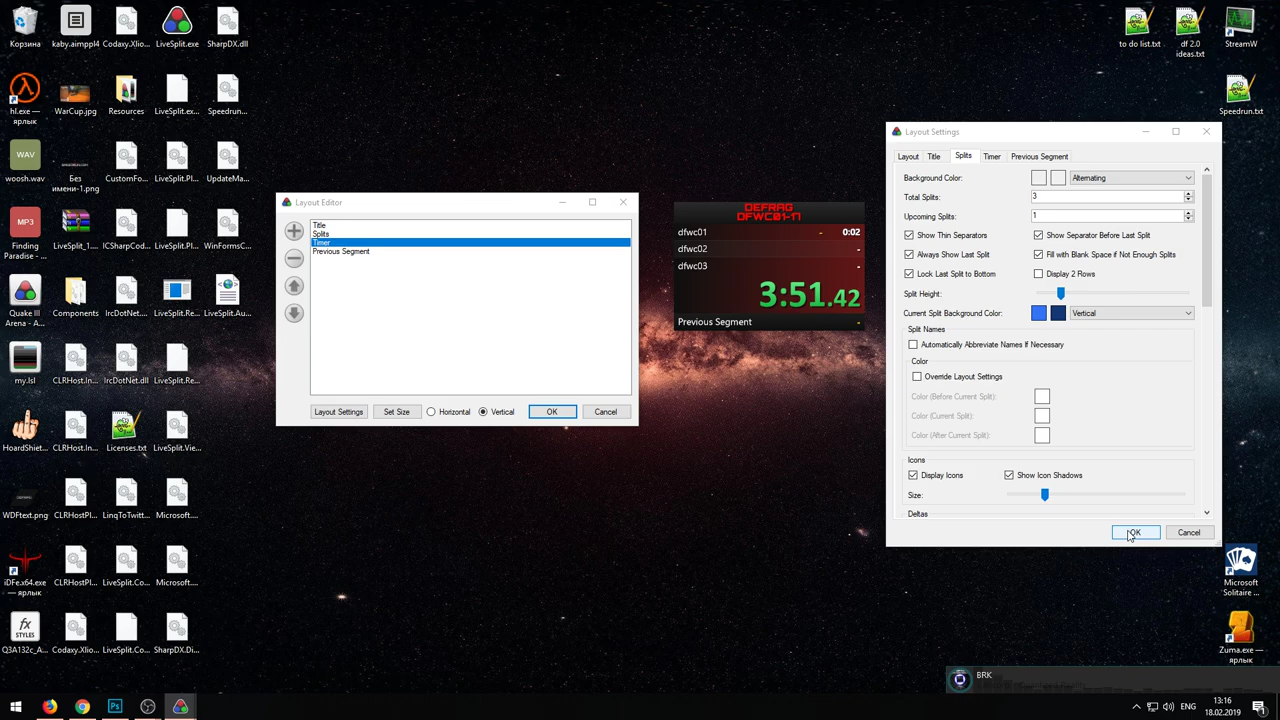 Корзина
kaby.aimppl4
Codaxy.Xlio...
LiveSplit.exe
SharpDX.dll
to do list.txt
df 2.0
ideas.txt
StreamW
hl.exe —
ярлык
WarCup.jpg
Resources
LiveSplit.ex...
Speedrun...
Speedrun.txt
WAV
woosh.wav
Без
имени-1.png
CustomFo...
LiveSplit.Pl...
UpdateMa...
MP3
Finding
Paradise -...
LiveSplit_1...
ICSharpCod...
LiveSplit.Pl...
WinFormsC...
Quake III
Arena - A...
Components
IrcDotNet...
LiveSplit.Re...
LiveSplit.Au...
my.lsl
CLRHost.In...
IrcDotNet.dll
LiveSplit.Re...
HoardShiet...
CLRHost.In...
Licenses.txt
LiveSplit.Vie...
WDFtext.png
CLRHostPl...
LinqToTwitt...
Microsoft....
iDFe.x64.exe
— ярлык
CLRHostPl...
LiveSplit.Co...
Microsoft....
Microsoft
Solitaire ...
fx
STYLES
Q3A132c_A...
Codaxy.Xlio...
LiveSplit.Co...
SharpDX.Di...
Zuma.exe —
ярлык
Layout Editor
Title
Splits
Timer
Previous Segment
Layout Settings
Set Size
Horizontal
Vertical
OK
Cancel
DEFRAG
DFWC01-17
dfwc01 - 0:02
dfwc02 -
dfwc03 -
3:51.42
Previous Segment -
Layout Settings
Layout
Title
Splits
Timer
Previous Segment
Background Color:
Alternating
Total Splits:
3
Upcoming Splits:
1
Show Thin Separators
Show Separator Before Last Split
Always Show Last Split
Fill with Blank Space if Not Enough Splits
Lock Last Split to Bottom
Display 2 Rows
Split Height:
Current Split Background Color:
Vertical
Split Names
Automatically Abbreviate Names If Necessary
Color
Override Layout Settings
Color (Before Current Split):
Color (Current Split):
Color (After Current Split):
Icons
Display Icons
Show Icon Shadows
Size:
Deltas
OK
Cancel
BRK
Ps
ENG
13:16
18.02.2019
1